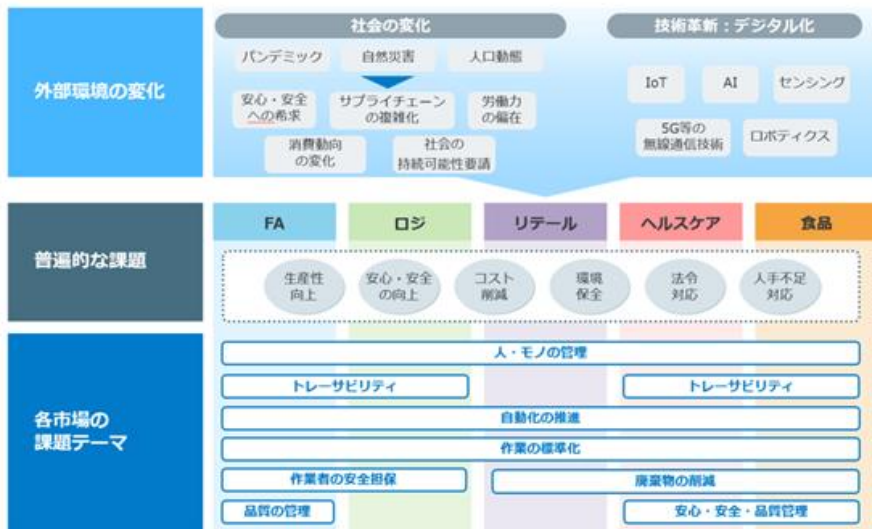 社会の変化
技術革新：デジタル化
外部環境の変化
パンデミック
自然災害
人口動態
安心・安全
への希求
サプライチェーン
の複雑化
労働力
の偏在
消費動向
の変化
社会の
持続可能性要請
IoT
AI
センシング
5G等の
無線通信技術
ロボティクス
普遍的な課題
FA
ロジ
リテール
ヘルスケア
食品
生産性
向上
安心・安全
の向上
コスト
削減
環境
保全
法令
対応
人手不足
対応
各市場の
課題テーマ
人・モノの管理
トレーサビリティ
トレーサビリティ
自動化の推進
作業の標準化
作業者の安全担保
廃棄物の削減
品質の管理
安心・安全・品質管理